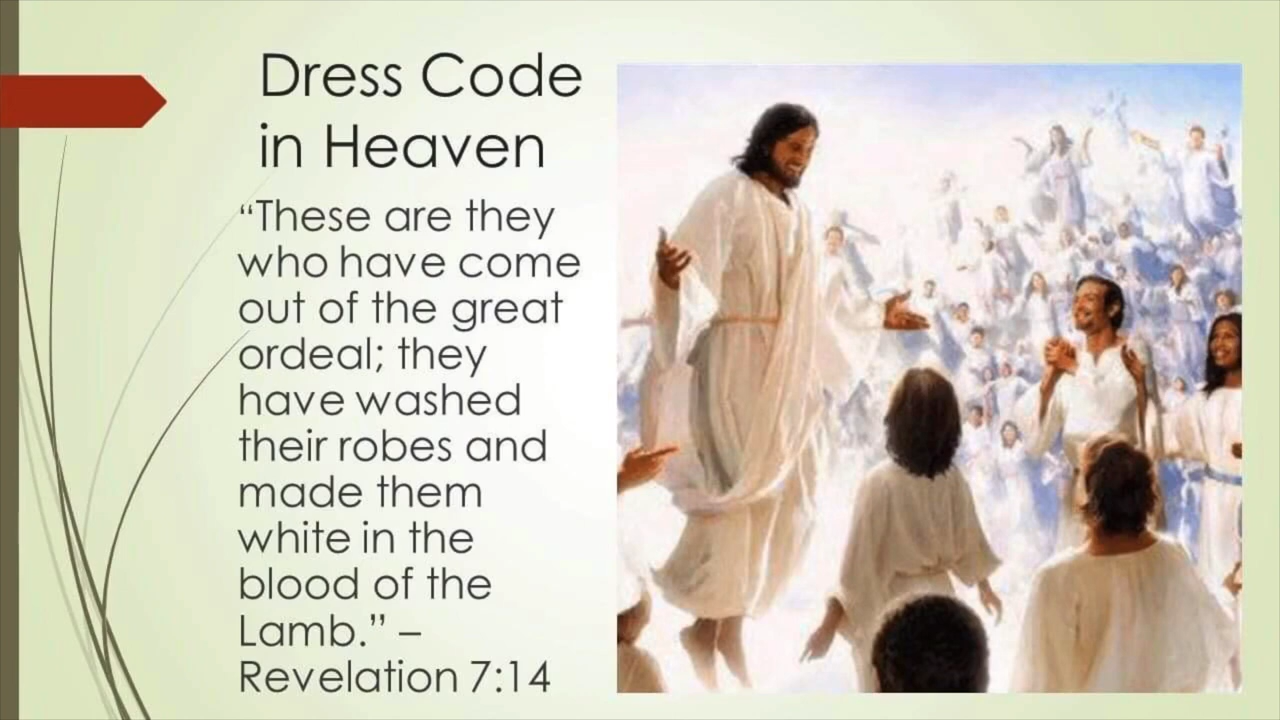 Dress Code
in Heaven
“These are they
who have come
out of the great
ordeal; they
have washed
their robes and
made them
white in the
blood of the
Lamb.” –
Revelation 7:14